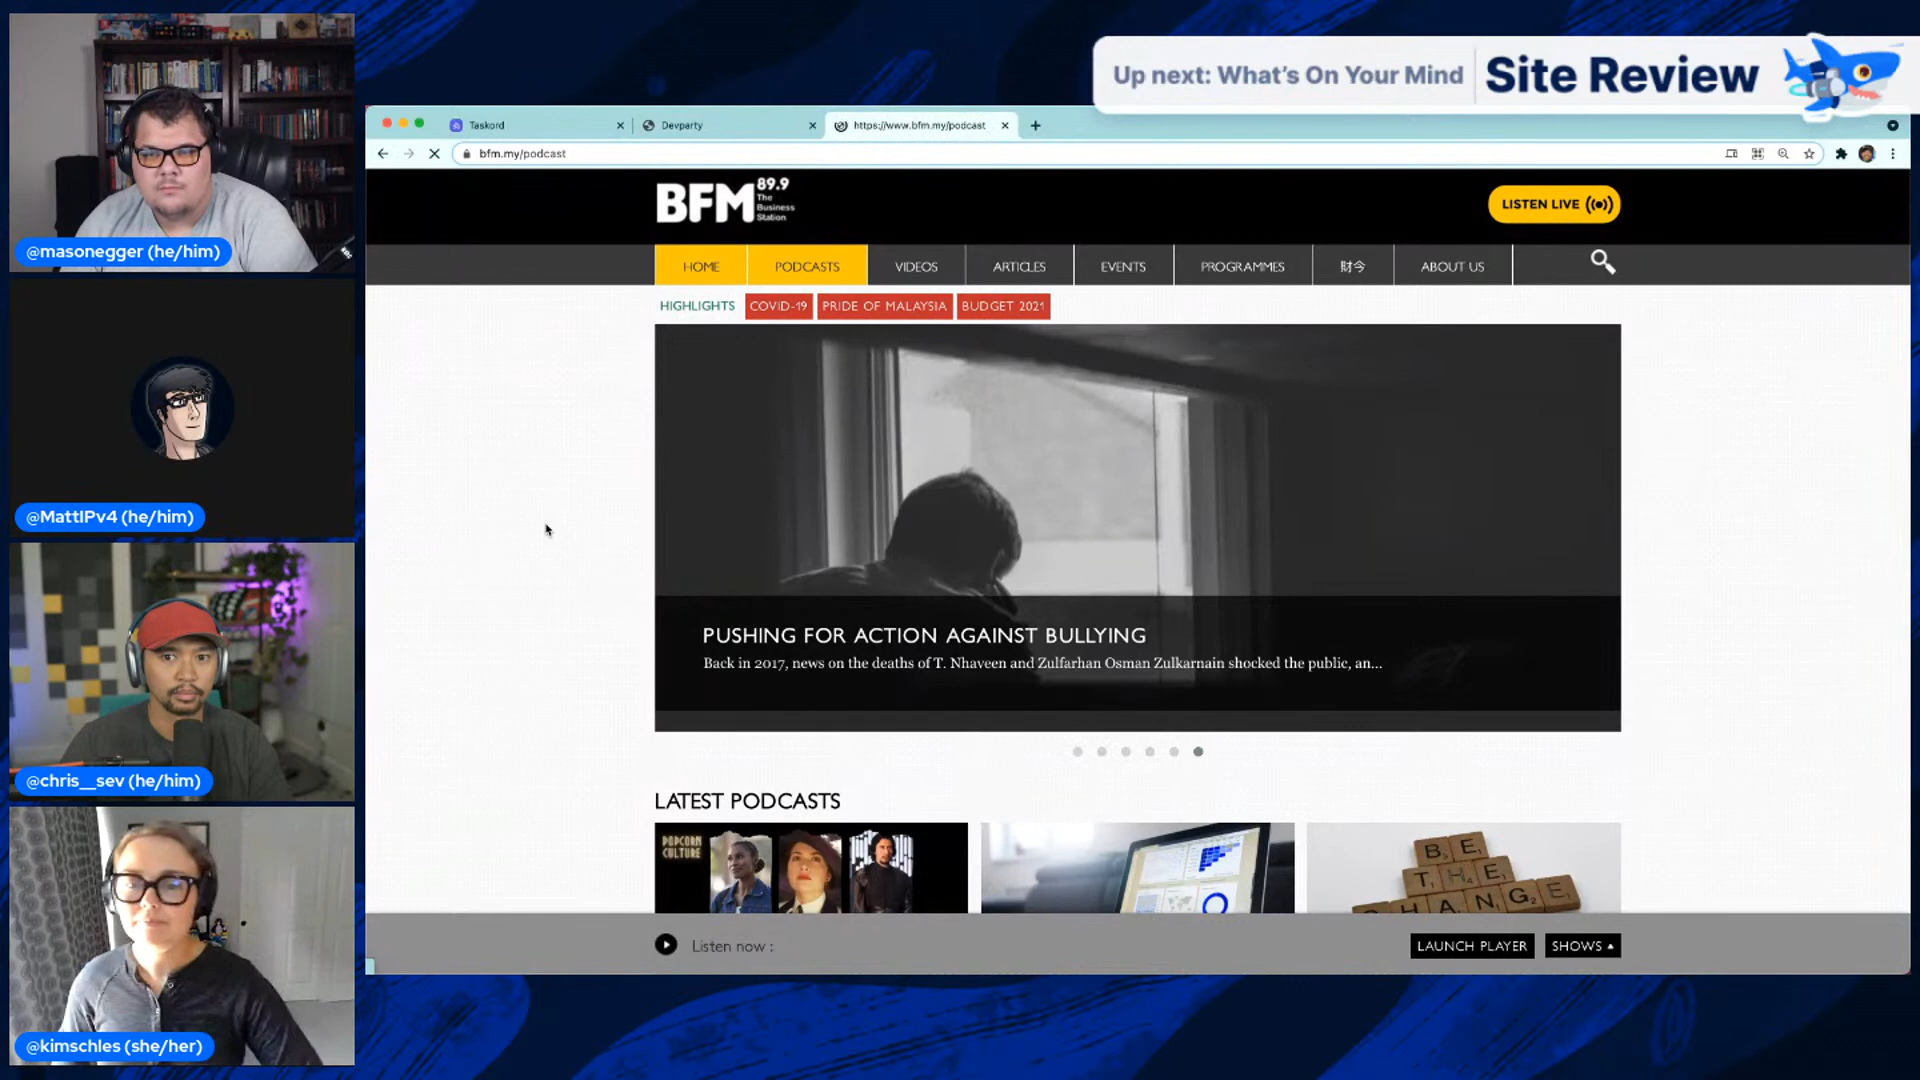 @masonegger (he/him)
@MattIPv4 (he/him)
@chris__sev (he/him)
@kimschles (she/her)
Up next: What's On Your Mind
Site Review
Taskord
Devparty
https://www.bfm.my/podcast
bfm.my/podcast
BFM 89.9
The
Business
Station
LISTEN LIVE
HOME
PODCASTS
VIDEOS
ARTICLES
EVENTS
PROGRAMMES
財今
ABOUT US
HIGHLIGHTS
COVID-19
PRIDE OF MALAYSIA
BUDGET 2021
PUSHING FOR ACTION AGAINST BULLYING
Back in 2017, news on the deaths of T. Nhaveen and Zulfarhan Osman Zulkarnain shocked the public, an...
LATEST PODCASTS
POPCORN
CULTURE
BE
THE
CHANGE
Listen now :
LAUNCH PLAYER
SHOWS